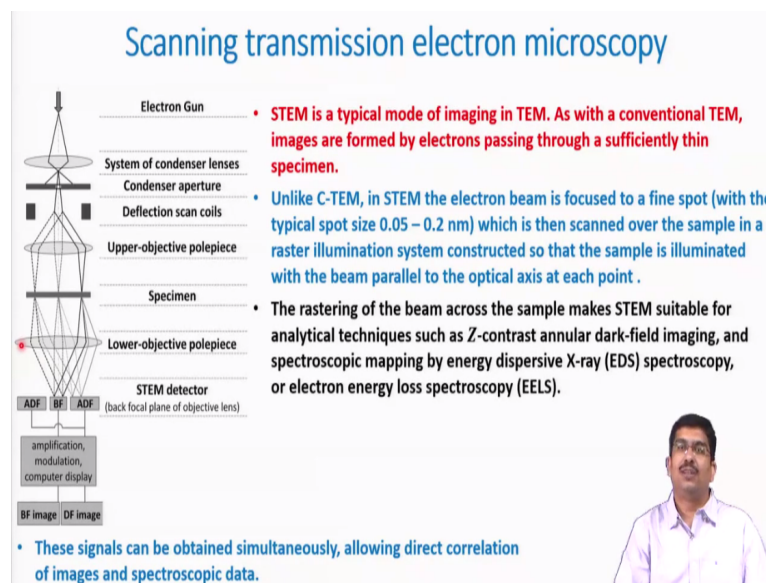 Scanning transmission electron microscopy
Electron Gun
System of condenser lenses
Condenser aperture
Deflection scan coils
Upper-objective polepiece
Specimen
Lower-objective polepiece
STEM detector
(back focal plane of objective lens)
ADF BF ADF
amplification,
modulation,
computer display
BF image DF image
• STEM is a typical mode of imaging in TEM. As with a conventional TEM,
images are formed by electrons passing through a sufficiently thin
specimen.
• Unlike C-TEM, in STEM the electron beam is focused to a fine spot (with the
typical spot size 0.05 – 0.2 nm) which is then scanned over the sample in a
raster illumination system constructed so that the sample is illuminated
with the beam parallel to the optical axis at each point .
• The rastering of the beam across the sample makes STEM suitable for
analytical techniques such as Z-contrast annular dark-field imaging, and
spectroscopic mapping by energy dispersive X-ray (EDS) spectroscopy,
or electron energy loss spectroscopy (EELS).
• These signals can be obtained simultaneously, allowing direct correlation
of images and spectroscopic data.